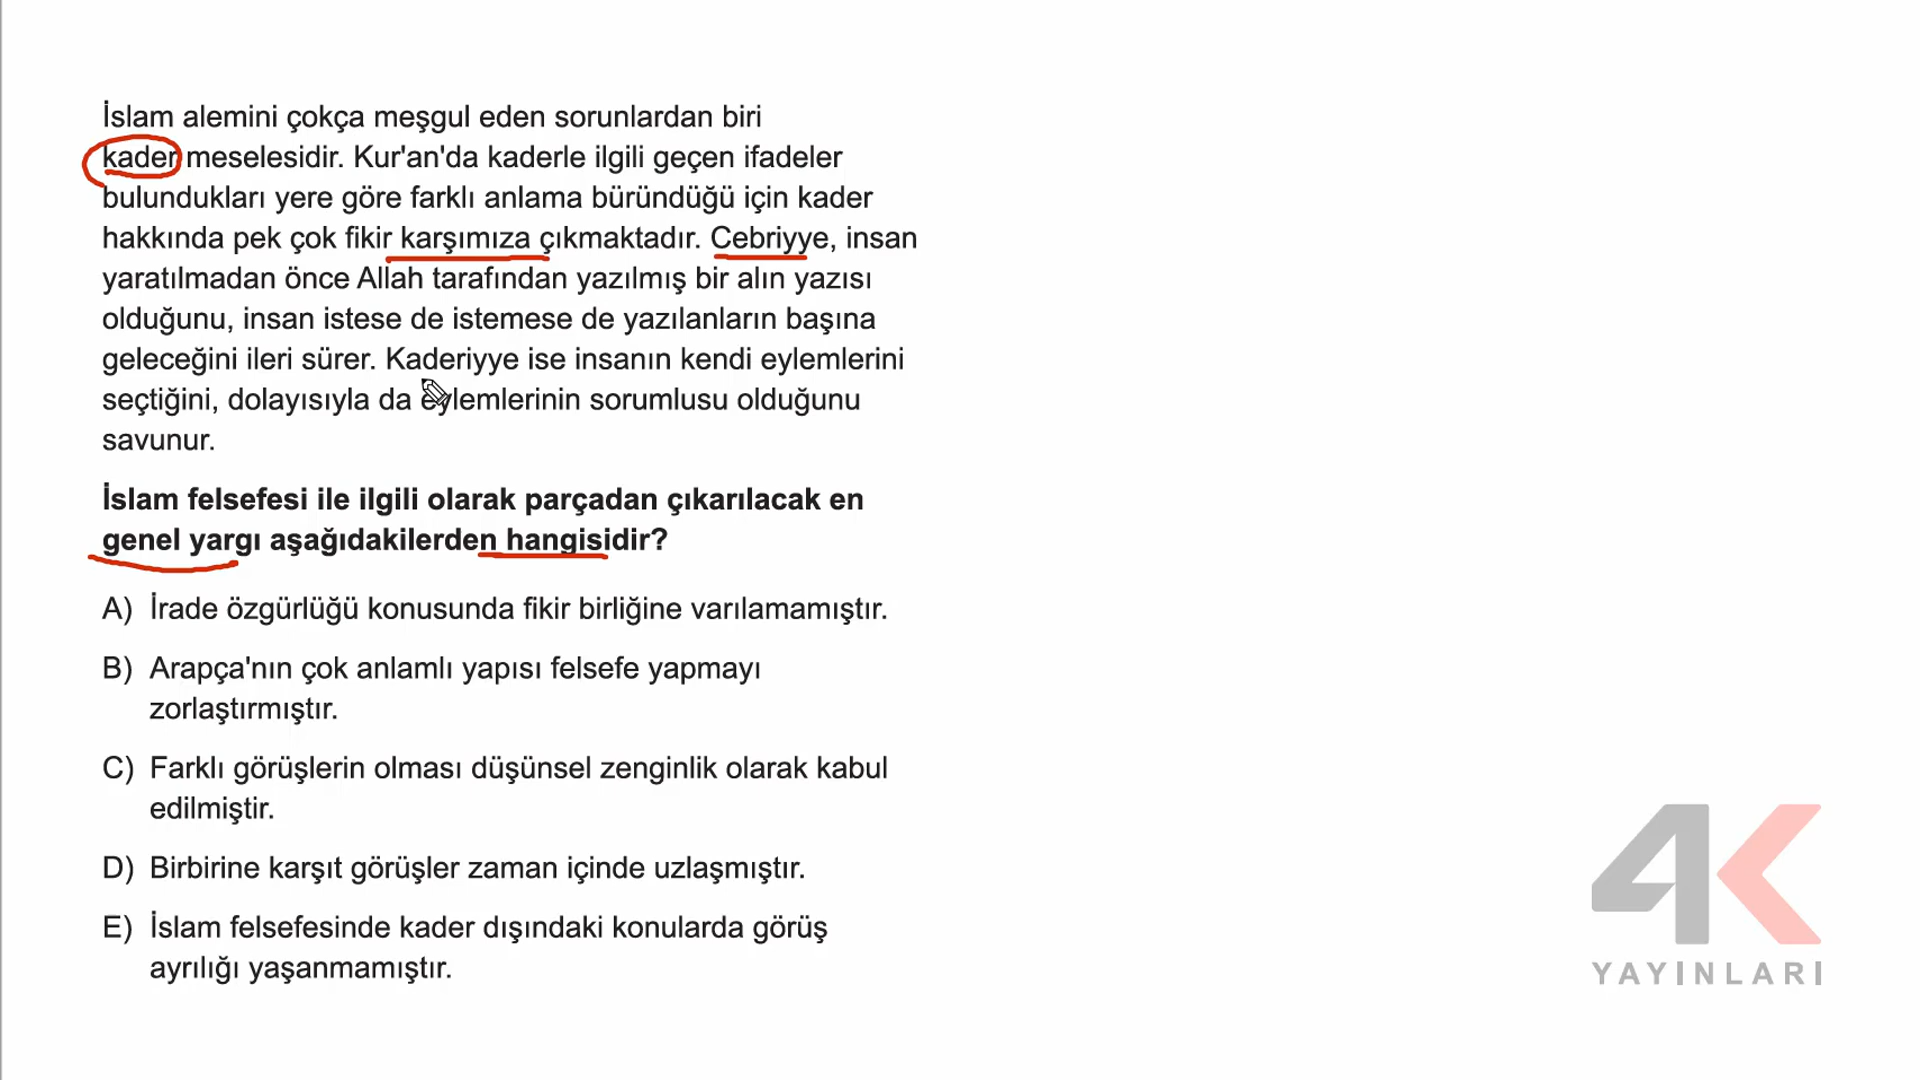 İslam alemini çokça meşgul eden sorunlardan biri
kader meselesidir. Kur'an'da kaderle ilgili geçen ifadeler
bulundukları yere göre farklı anlama büründüğü için kader
hakkında pek çok fikir karşımıza çıkmaktadır. Cebriyye, insan
yaratılmadan önce Allah tarafından yazılmış bir alın yazısı
olduğunu, insan istese de istemese de yazılanların başına
geleceğini ileri sürer. Kaderiyye ise insanın kendi eylemlerini
seçtiğini, dolayısıyla da eylemlerinin sorumlusu olduğunu
savunur.
İslam felsefesi ile ilgili olarak parçadan çıkarılacak en
genel yargı aşağıdakilerden hangisidir?
A) İrade özgürlüğü konusunda fikir birliğine varılamamıştır.
B) Arapça'nın çok anlamlı yapısı felsefe yapmayı
zorlaştırmıştır.
C) Farklı görüşlerin olması düşünsel zenginlik olarak kabul
edilmiştir.
D) Birbirine karşıt görüşler zaman içinde uzlaşmıştır.
E) İslam felsefesinde kader dışındaki konularda görüş
ayrılığı yaşanmamıştır.
4K
YAYINLARI